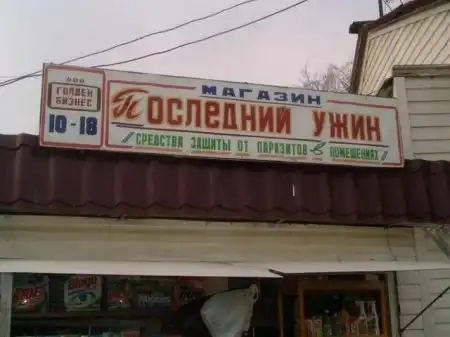 ООО
ГОЛДЕН
БИЗНЕС
10-18
МАГАЗИН
ПОСЛЕДНИЙ УЖИН
СРЕДСТВА ЗАЩИТЫ ОТ ПАРАЗИТОВ В ПОМЕЩЕНИЯХ